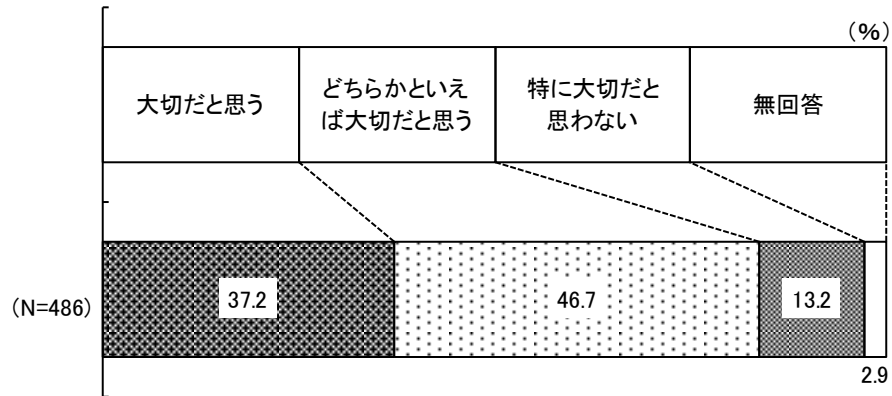 (%)
大切だと思う
どちらかといえ
ば大切だと思う
特に大切だと
思わない
無回答
(N=486)
37.2
46.7
13.2
2.9